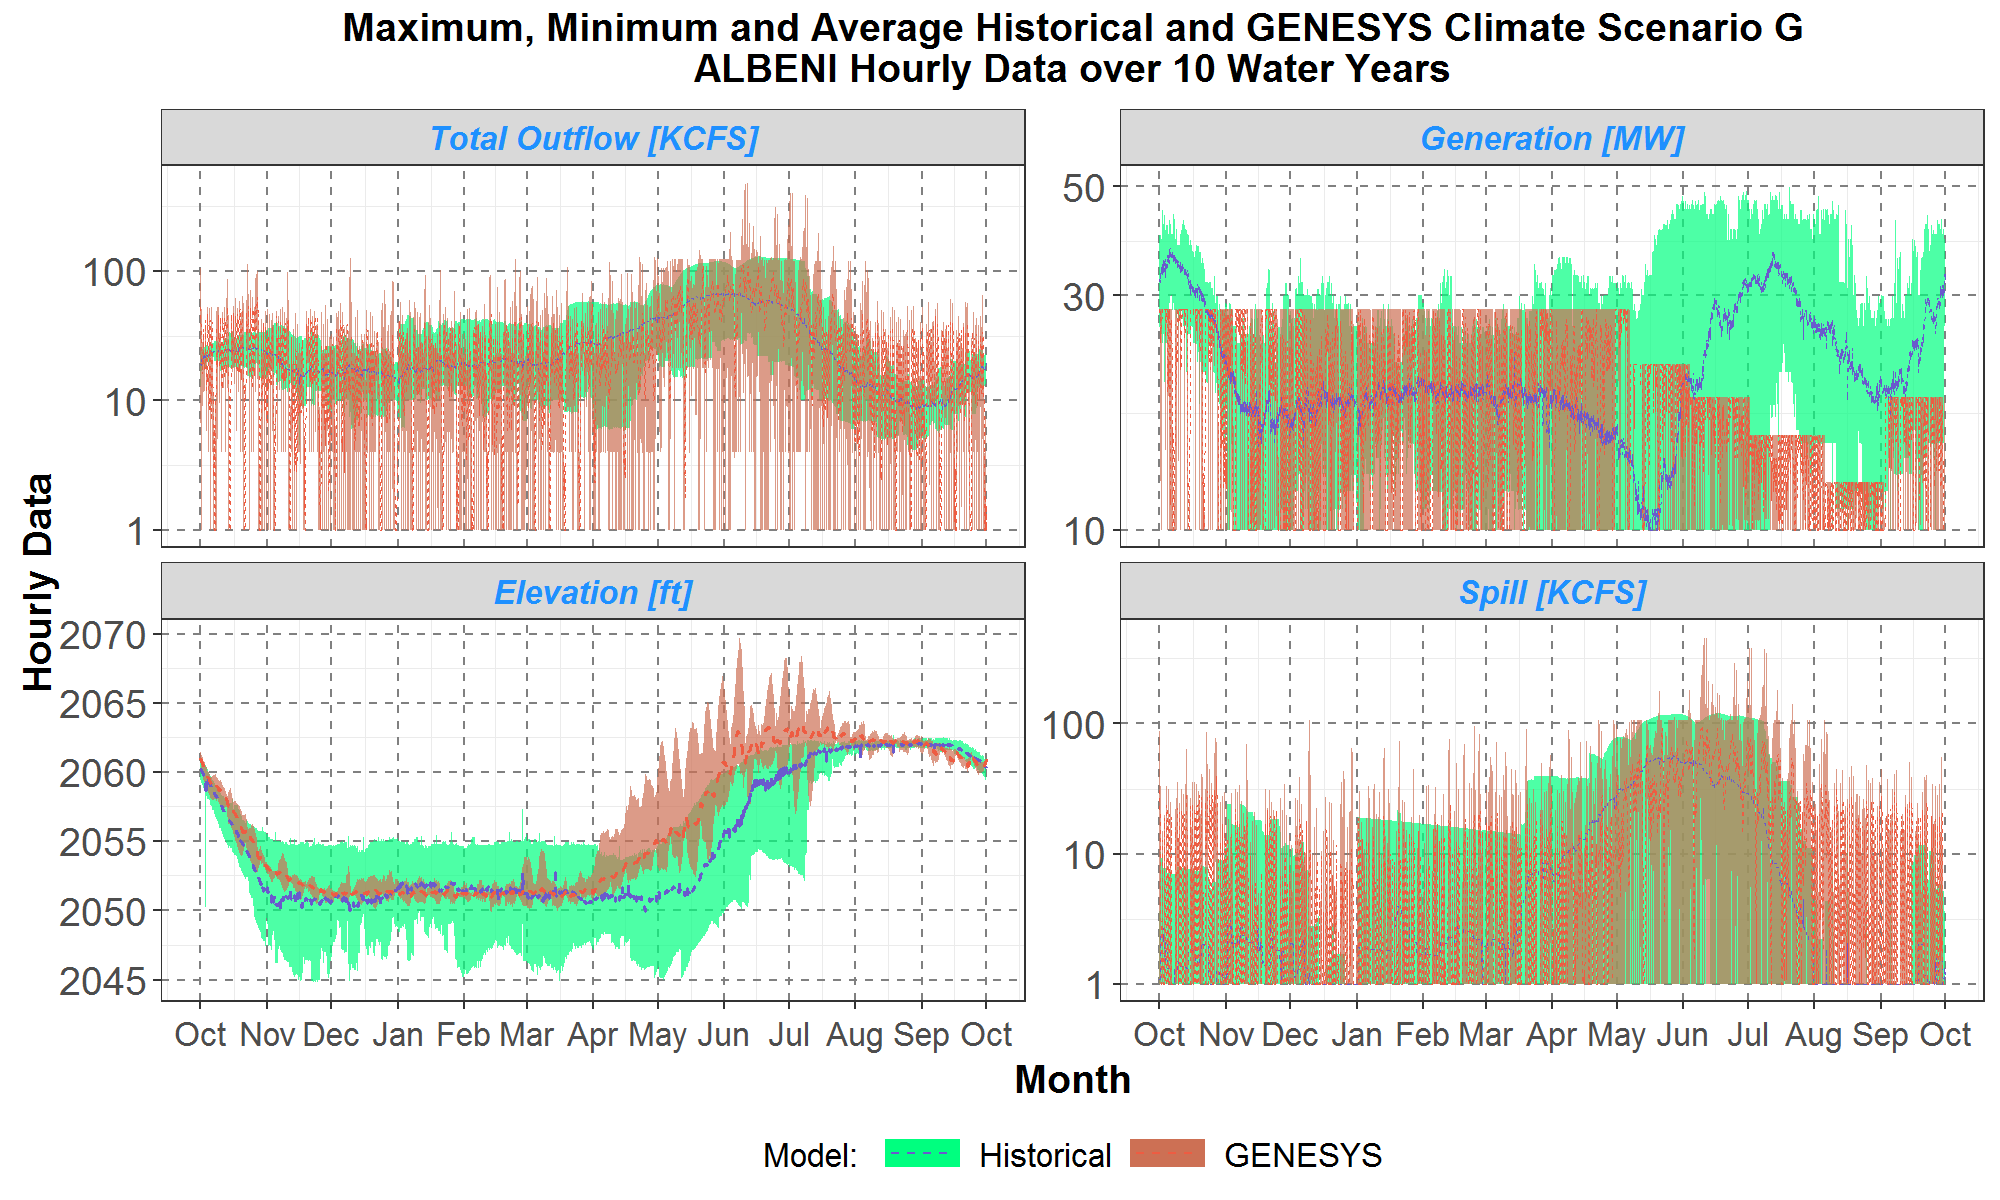 Maximum, Minimum and Average Historical and GENESYS Climate Scenario G
ALBENI Hourly Data over 10 Water Years
Total Outflow [KCFS]
100
10
1
Generation [MW]
50
30
10
Hourly Data
Elevation [ft]
2070
2065
2060
2055
2050
2045
Oct Nov Dec Jan Feb Mar Apr May Jun Jul Aug Sep Oct
Spill [KCFS]
100
10
1
Oct Nov Dec Jan Feb Mar Apr May Jun Jul Aug Sep Oct
Month
Model: Historical GENESYS